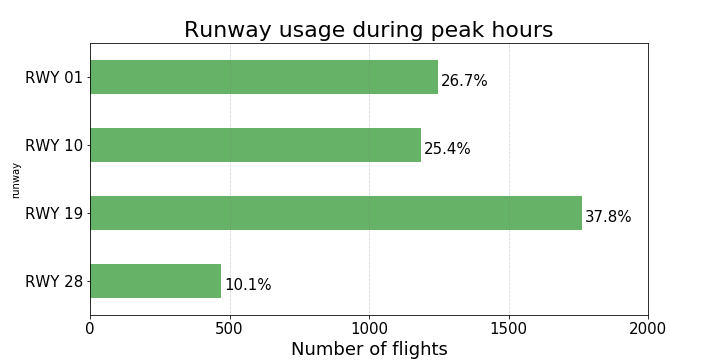 Runway usage during peak hours
RWY 01
26.7%
RWY 10
25.4%
runway
RWY 19
37.8%
RWY 28
10.1%
0 500 1000 1500 2000
Number of flights